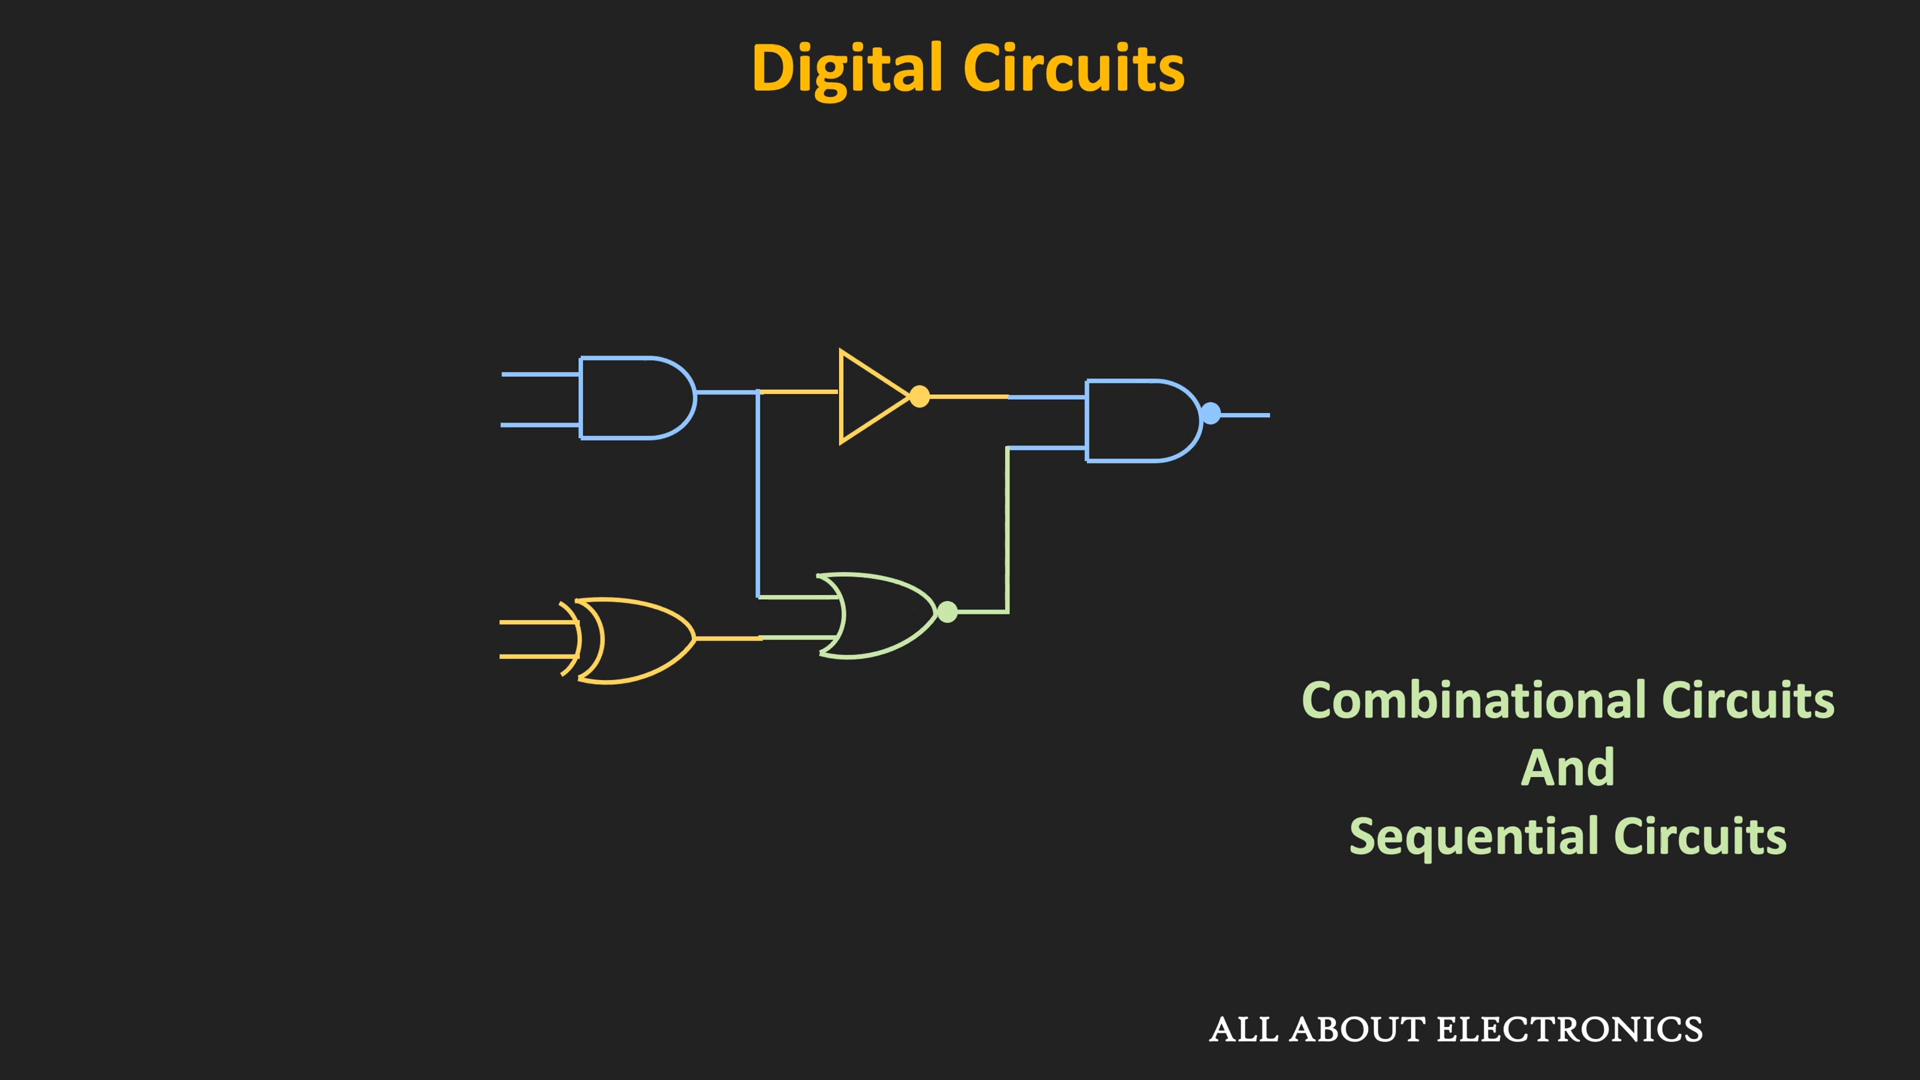 Digital Circuits
Combinational Circuits
And
Sequential Circuits
ALL ABOUT ELECTRONICS